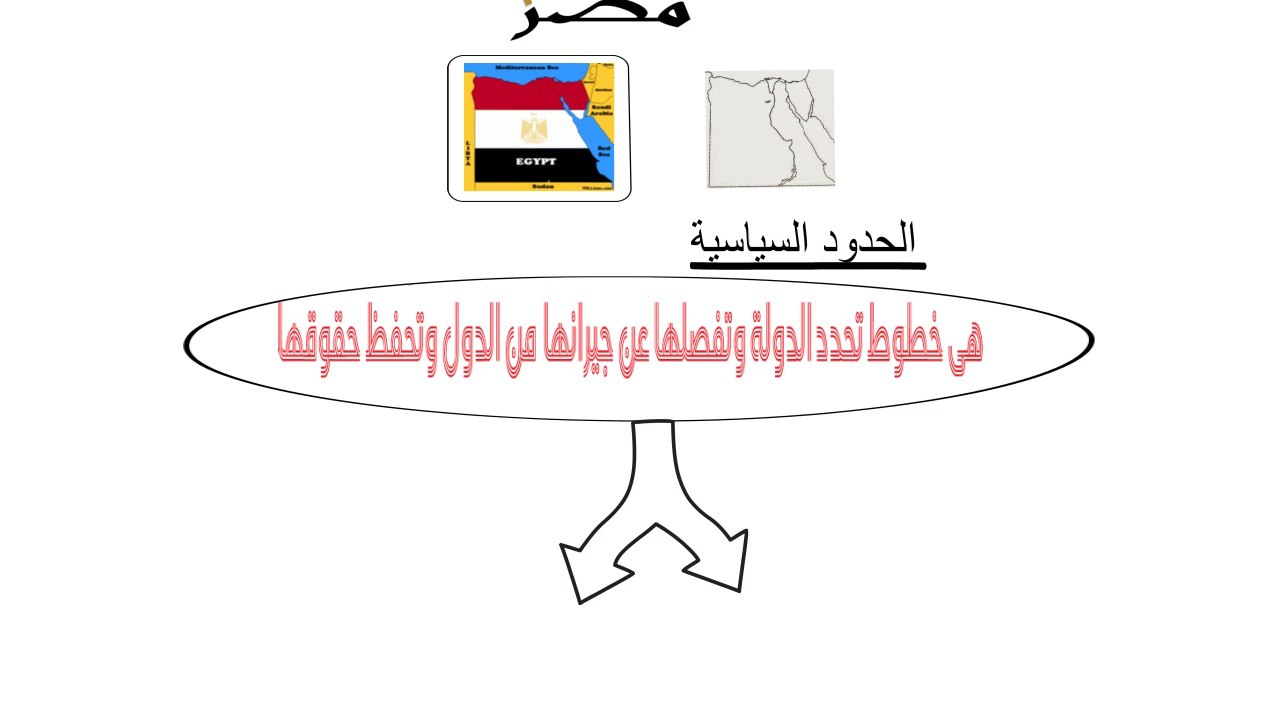 مصر
Mediterranean Sea
Jordan
Saudi
Arabia
LIBYA
Red
Sea
EGYPT
Sudan
الحدود السياسية
هى خطوط تحدد الدولة وتفصلها عن جيرانها من الدول وتحفظ حقوقها